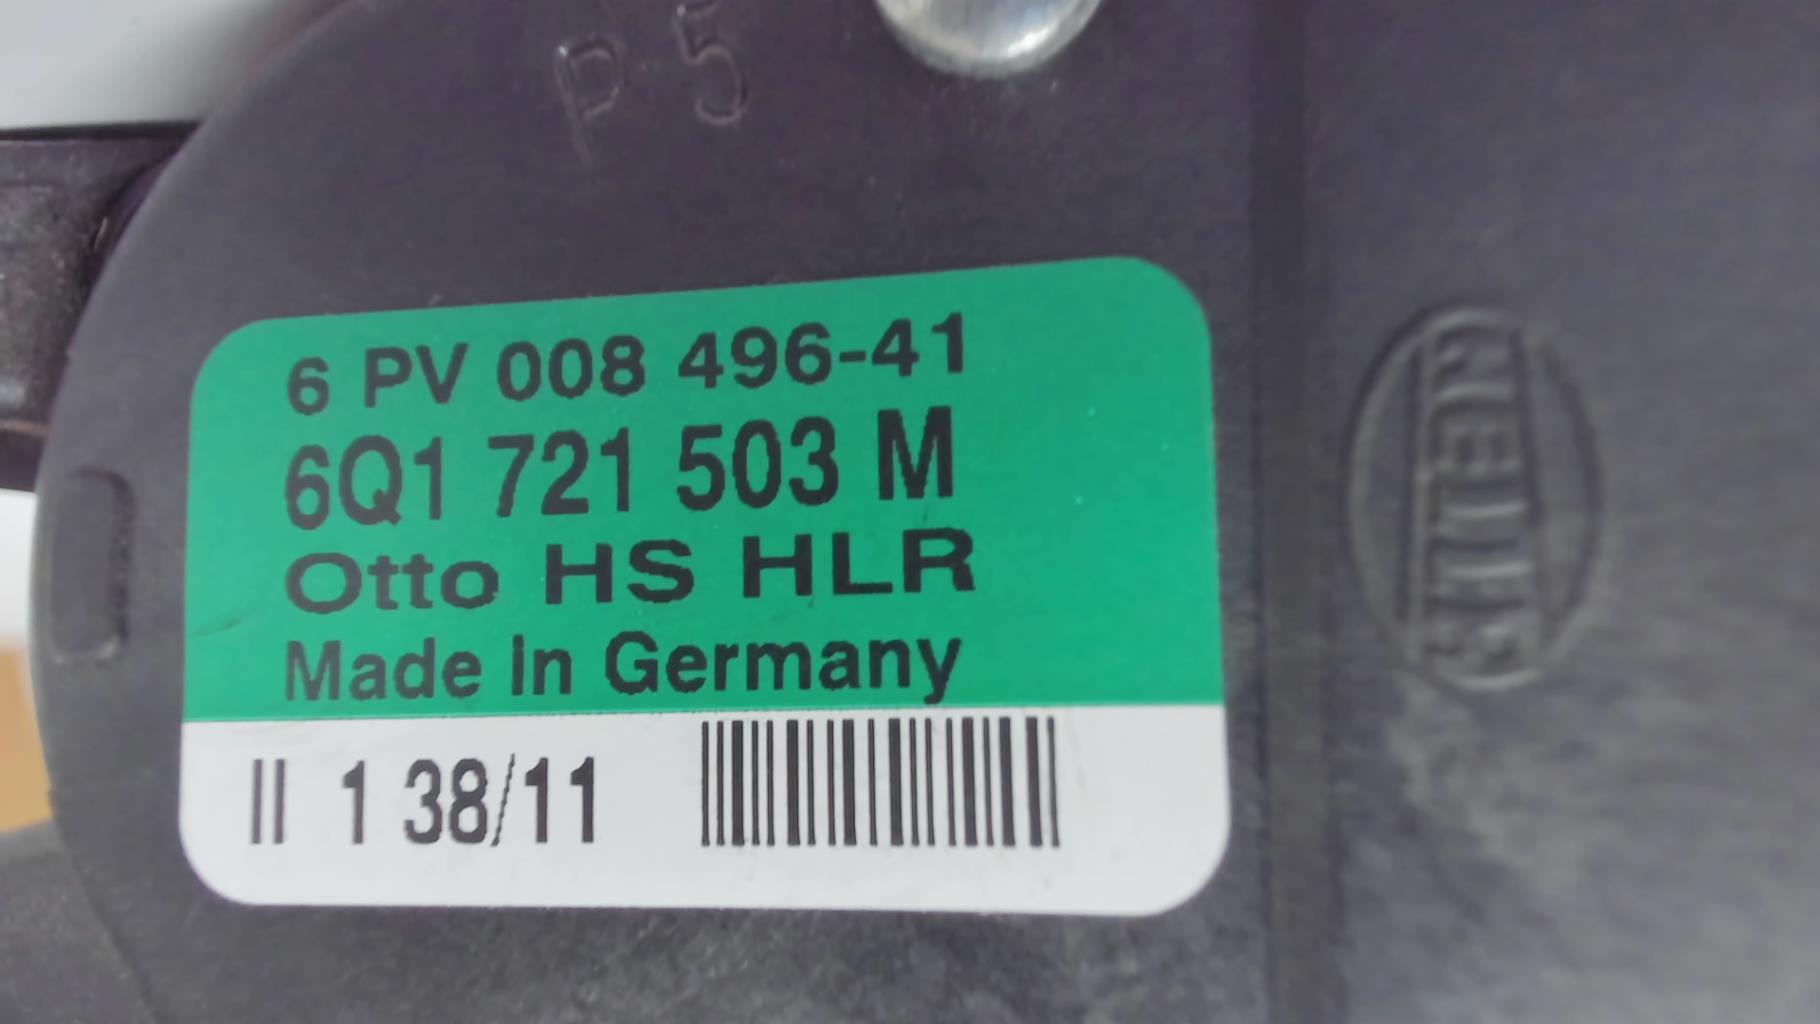 P 5
6 PV 008 496-41
6Q1 721 503 M
Otto HS HLR
Made in Germany
II 1 38/11
HELLA